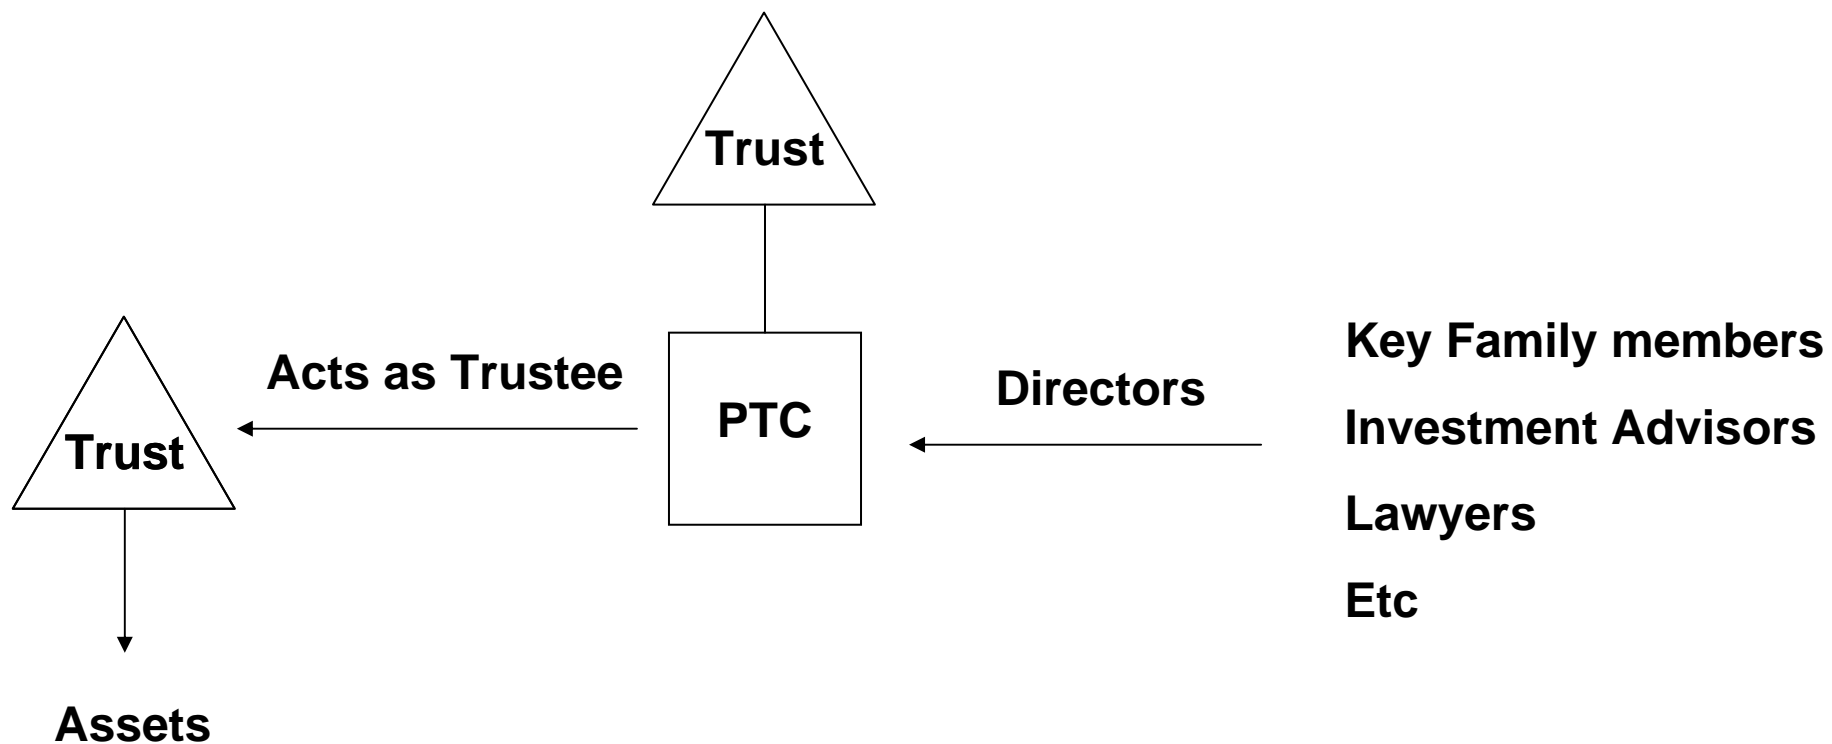 Trust
Key Family members
Acts as Trustee
Directors
PTC
Investment Advisors
Trust
Lawyers
Etc
Assets